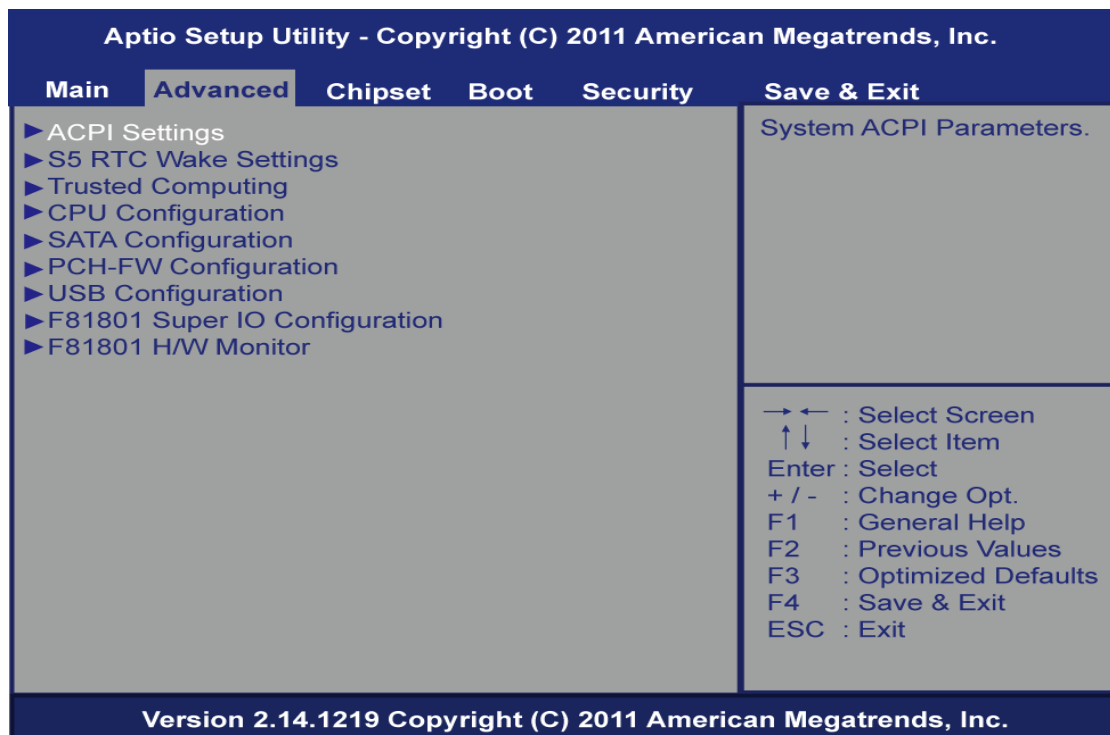 Aptio Setup Utility - Copyright (C) 2011 American Megatrends, Inc.
Main Advanced Chipset Boot Security Save & Exit
►ACPI Settings
►S5 RTC Wake Settings
►Trusted Computing
►CPU Configuration
►SATA Configuration
►PCH-FW Configuration
►USB Configuration
►F81801 Super IO Configuration
►F81801 H/W Monitor
System ACPI Parameters.
→← : Select Screen
↑↓ : Select Item
Enter : Select
+ / - : Change Opt.
F1 : General Help
F2 : Previous Values
F3 : Optimized Defaults
F4 : Save & Exit
ESC : Exit
Version 2.14.1219 Copyright (C) 2011 American Megatrends, Inc.